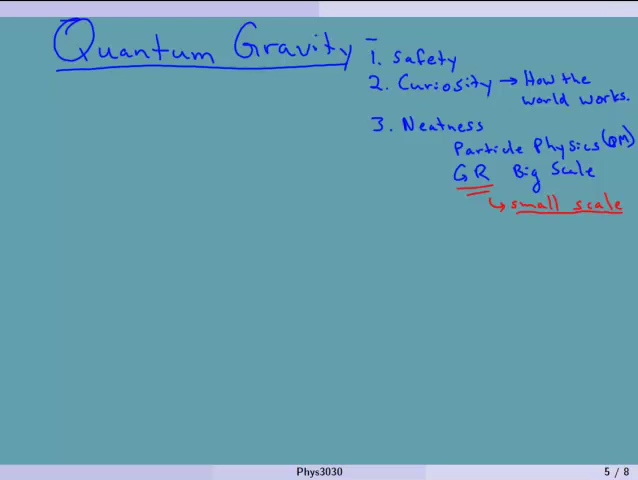 Quantum Gravity -
1. Safety
2. Curiosity → How the
world works.
3. Neatness
Particle Physics (QM)
GR Big Scale
↳ small scale
Phys3030
5 / 8